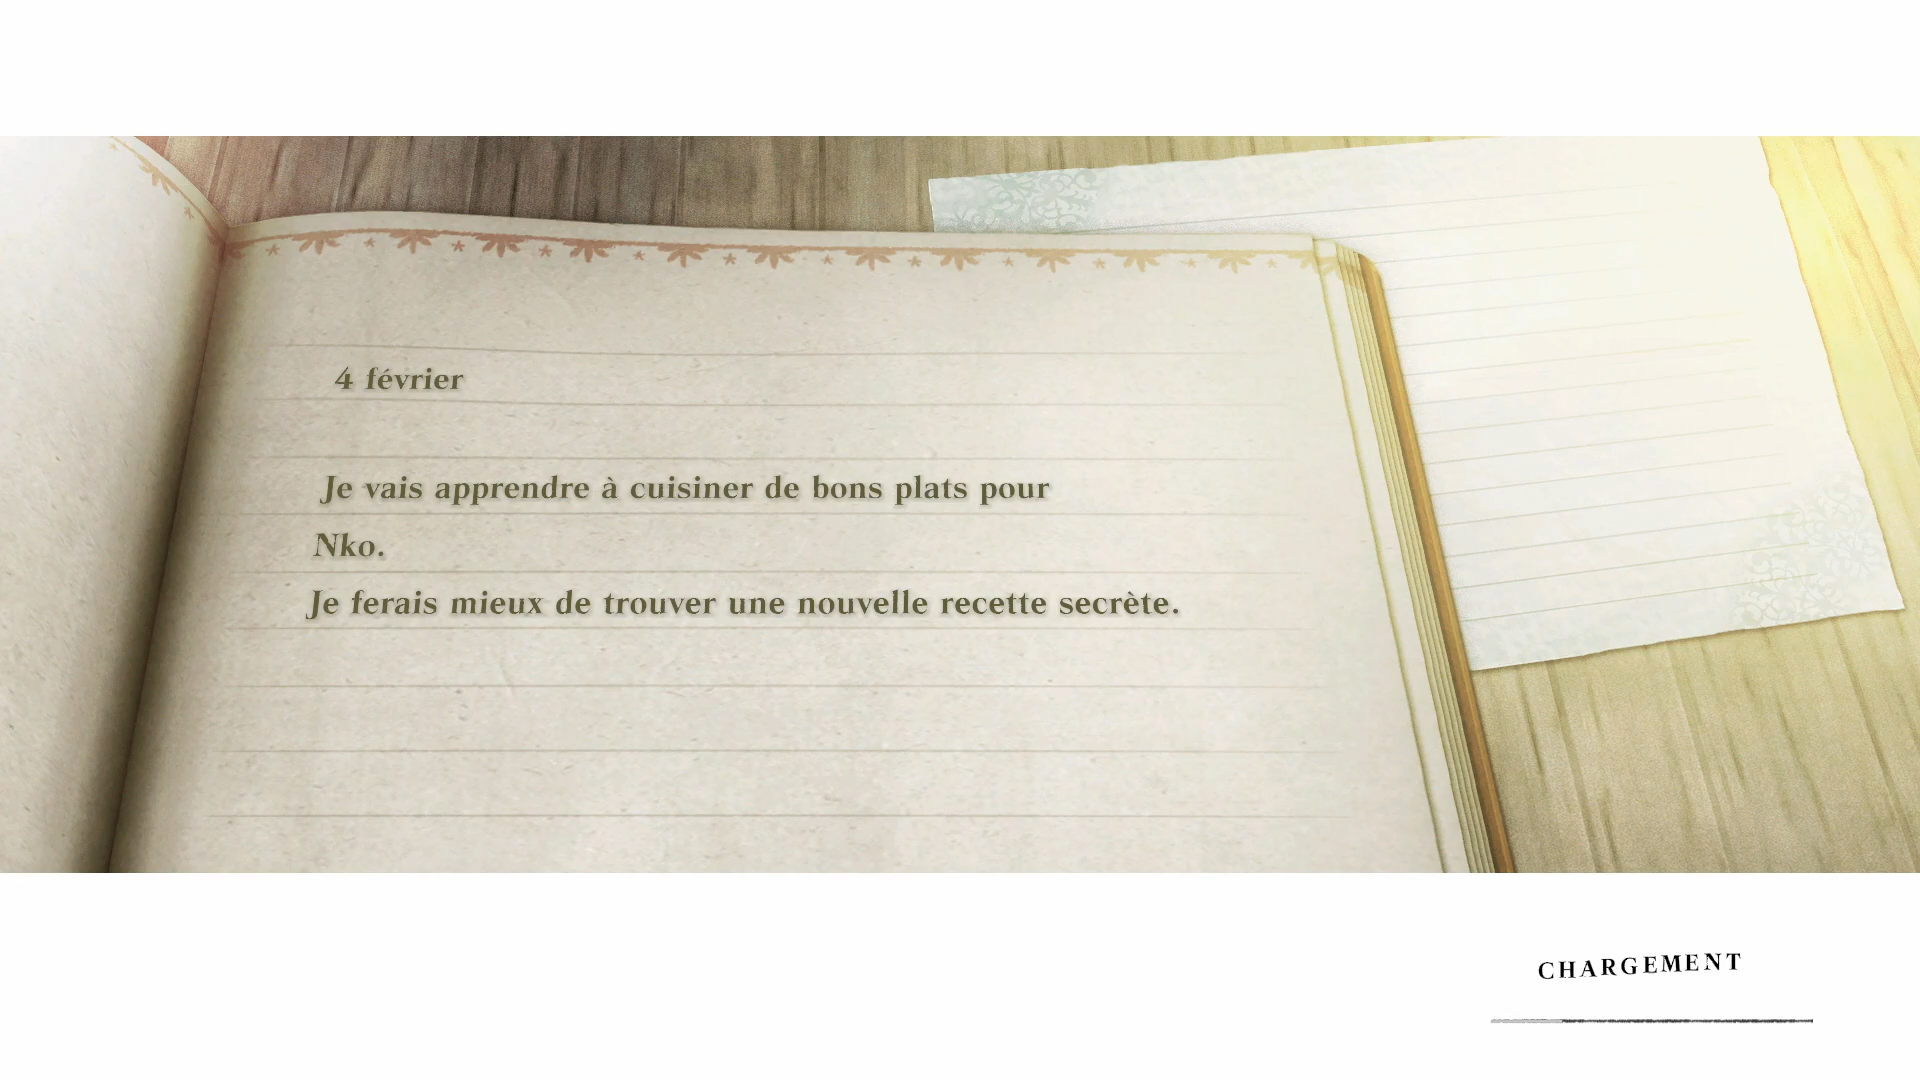 4 février
Je vais apprendre à cuisiner de bons plats pour
Nko.
Je ferais mieux de trouver une nouvelle recette secrète.
CHARGEMENT